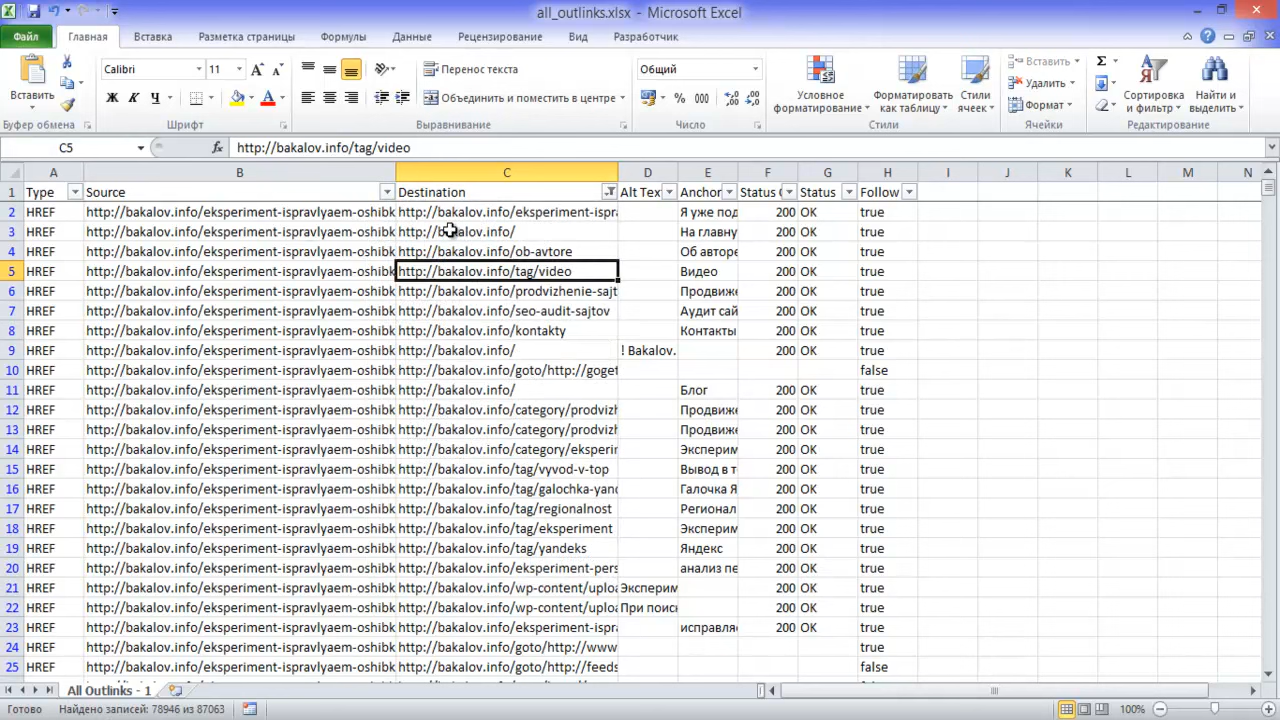 all_outlinks.xlsx - Microsoft Excel
Файл Главная Вставка Разметка страницы Формулы Данные Рецензирование Вид Разработчик
Вставить
Буфер обмена
Calibri 11
Ж К Ч
Шрифт
Перенос текста
Объединить и поместить в центре
Выравнивание
Общий
% 000
Число
Условное форматирование
Форматировать как таблицу
Стили ячеек
Стили
Вставить
Удалить
Формат
Ячейки
Сортировка и фильтр
Найти и выделить
Редактирование
C5 fx http://bakalov.info/tag/video
A B C D E F G H I J K L M N
1 Type Source Destination Alt Tex Anchor Status C Status Follow
2 HREF http://bakalov.info/eksperiment-ispravlyaem-oshibk http://bakalov.info/eksperiment-ispra Я уже под 200 OK true
3 HREF http://bakalov.info/eksperiment-ispravlyaem-oshibk http://bakalov.info/ На главну 200 OK true
4 HREF http://bakalov.info/eksperiment-ispravlyaem-oshibk http://bakalov.info/ob-avtore Об авторе 200 OK true
5 HREF http://bakalov.info/eksperiment-ispravlyaem-oshibk http://bakalov.info/tag/video Видео 200 OK true
6 HREF http://bakalov.info/eksperiment-ispravlyaem-oshibk http://bakalov.info/prodvizhenie-sajt Продвиже 200 OK true
7 HREF http://bakalov.info/eksperiment-ispravlyaem-oshibk http://bakalov.info/seo-audit-sajtov Аудит сай 200 OK true
8 HREF http://bakalov.info/eksperiment-ispravlyaem-oshibk http://bakalov.info/kontakty Контакты 200 OK true
9 HREF http://bakalov.info/eksperiment-ispravlyaem-oshibk http://bakalov.info/ ! Bakalov. 200 OK true
10 HREF http://bakalov.info/eksperiment-ispravlyaem-oshibk http://bakalov.info/goto/http://goget false
11 HREF http://bakalov.info/eksperiment-ispravlyaem-oshibk http://bakalov.info/ Блог 200 OK true
12 HREF http://bakalov.info/eksperiment-ispravlyaem-oshibk http://bakalov.info/category/prodvizh Продвиже 200 OK true
13 HREF http://bakalov.info/eksperiment-ispravlyaem-oshibk http://bakalov.info/category/prodvizh Продвиже 200 OK true
14 HREF http://bakalov.info/eksperiment-ispravlyaem-oshibk http://bakalov.info/category/eksperin Эксперим 200 OK true
15 HREF http://bakalov.info/eksperiment-ispravlyaem-oshibk http://bakalov.info/tag/vyvod-v-top Вывод в т 200 OK true
16 HREF http://bakalov.info/eksperiment-ispravlyaem-oshibk http://bakalov.info/tag/galochka-yand Галочка Я 200 OK true
17 HREF http://bakalov.info/eksperiment-ispravlyaem-oshibk http://bakalov.info/tag/regionalnost Регионал 200 OK true
18 HREF http://bakalov.info/eksperiment-ispravlyaem-oshibk http://bakalov.info/tag/eksperiment Эксперим 200 OK true
19 HREF http://bakalov.info/eksperiment-ispravlyaem-oshibk http://bakalov.info/tag/yandeks Яндекс 200 OK true
20 HREF http://bakalov.info/eksperiment-ispravlyaem-oshibk http://bakalov.info/eksperiment-pers анализ пе 200 OK true
21 HREF http://bakalov.info/eksperiment-ispravlyaem-oshibk http://bakalov.info/wp-content/uploa Эксперим 200 OK true
22 HREF http://bakalov.info/eksperiment-ispravlyaem-oshibk http://bakalov.info/wp-content/uploa При поиск 200 OK true
23 HREF http://bakalov.info/eksperiment-ispravlyaem-oshibk http://bakalov.info/eksperiment-ispra исправля 200 OK true
24 HREF http://bakalov.info/eksperiment-ispravlyaem-oshibk http://bakalov.info/goto/http://www true
25 HREF http://bakalov.info/eksperiment-ispravlyaem-oshibk http://bakalov.info/goto/http://feeds false
All Outlinks - 1
Готово Найдено записей: 78946 из 87063 100%